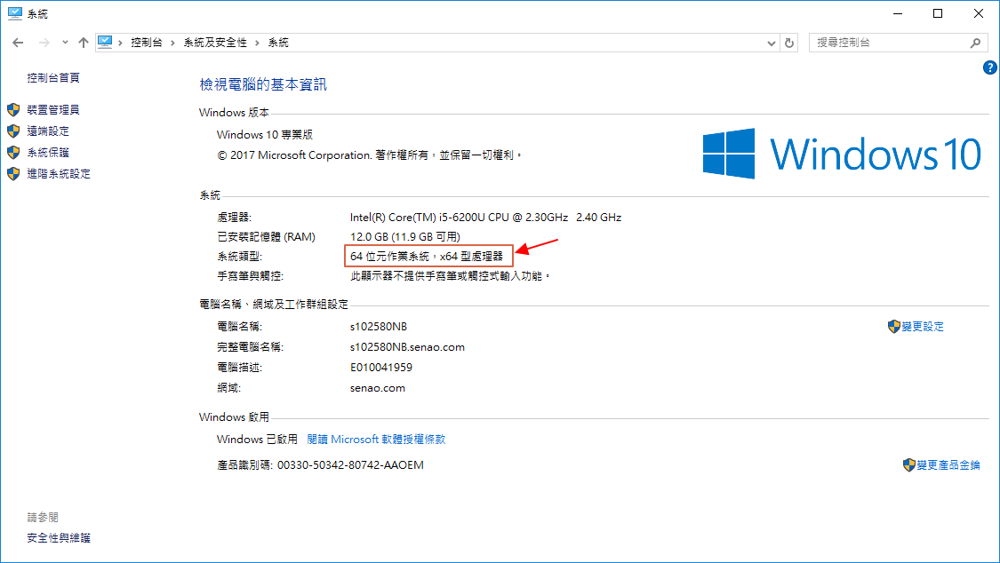 系統
控制台 系統及安全性 系統
搜尋控制台
控制台首頁
裝置管理員
遠端設定
系統保護
進階系統設定
檢視電腦的基本資訊
Windows 版本
Windows 10 專業版
© 2017 Microsoft Corporation. 著作權所有，並保留一切權利。
Windows 10
系統
處理器: Intel(R) Core(TM) i5-6200U CPU @ 2.30GHz 2.40 GHz
已安裝記憶體 (RAM) 12.0 GB (11.9 GB 可用)
系統類型: 64 位元作業系統，x64 型處理器
手寫筆與觸控: 此顯示器不提供手寫筆或觸控式輸入功能。
電腦名稱、網域及工作群組設定
電腦名稱: s102580NB 變更設定
完整電腦名稱: s102580NB.senao.com
電腦描述: E010041959
網域: senao.com
Windows 啟用
Windows 已啟用 閱讀 Microsoft 軟體授權條款
產品識別碼: 00330-50342-80742-AAOEM 變更產品金鑰
請參閱
安全性與維護